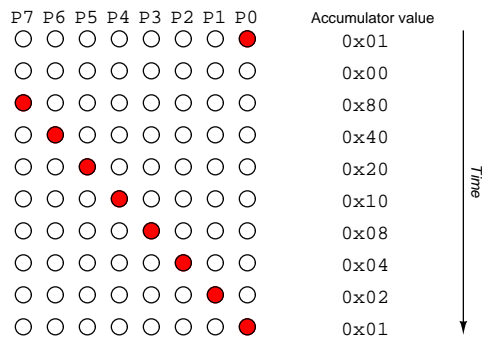 P7 P6 P5 P4 P3 P2 P1 P0 Accumulator value
0x01
0x00
0x80
0x40
0x20
0x10
0x08
0x04
0x02
0x01
Time